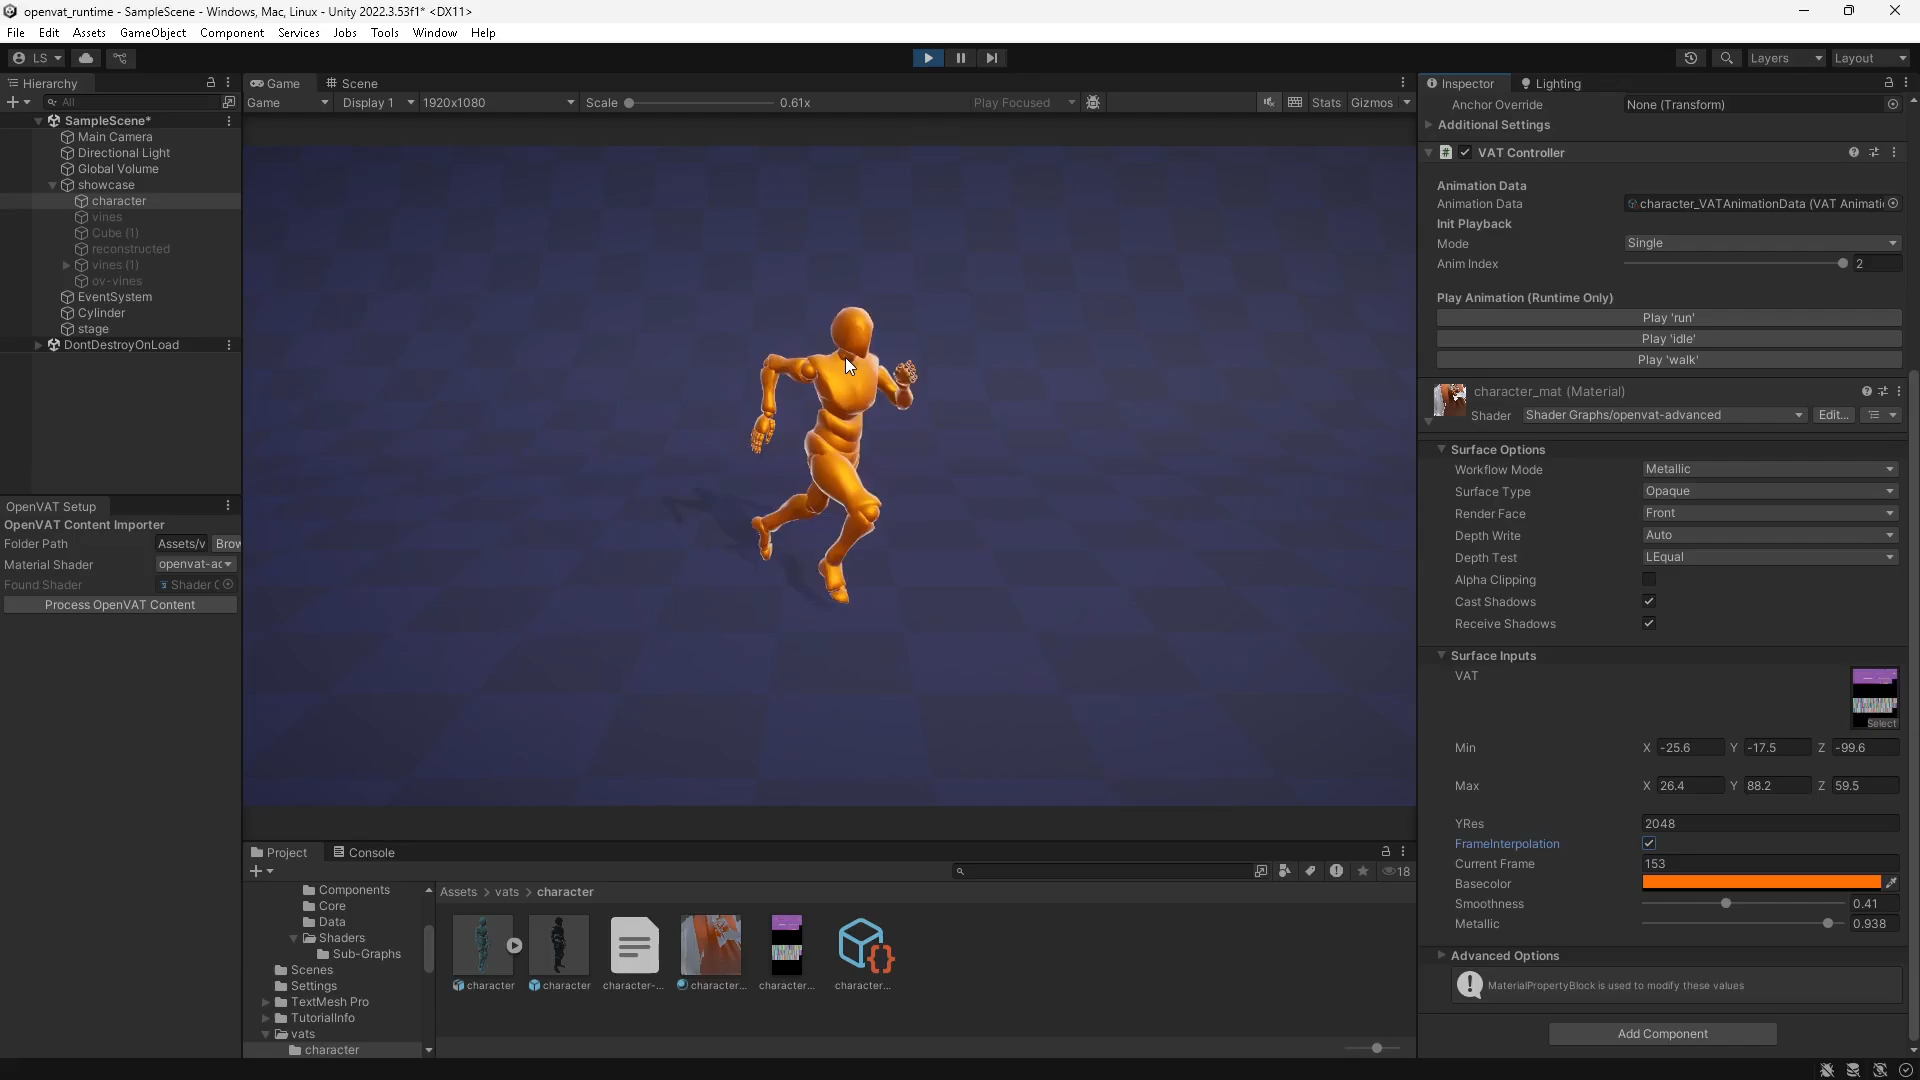 openvat_runtime - SampleScene - Windows, Mac, Linux - Unity 2022.3.53f1* <DX11>
File Edit Assets GameObject Component Services Jobs Tools Window Help
LS
Layers
Layout
Hierarchy
All
SampleScene*
Main Camera
Directional Light
Global Volume
showcase
character
vines
Cube (1)
reconstructed
vines (1)
ov-vines
EventSystem
Cylinder
stage
DontDestroyOnLoad
OpenVAT Setup
OpenVAT Content Importer
Folder Path Assets/v Brow
Material Shader openvat-ac
Found Shader Shader G
Process OpenVAT Content
Game Scene
Game Display 1 1920x1080 Scale 0.61x Play Focused Stats Gizmos
Project Console
18
Components
Core
Data
Shaders
Sub-Graphs
Scenes
Settings
TextMesh Pro
TutorialInfo
vats
character
Assets > vats > character
character character character-... character... character... character...
Inspector Lighting
Anchor Override None (Transform)
Additional Settings
# VAT Controller
Animation Data
Animation Data character_VATAnimationData (VAT Animati
Init Playback
Mode Single
Anim Index 2
Play Animation (Runtime Only)
Play 'run'
Play 'idle'
Play 'walk'
character_mat (Material)
Shader Shader Graphs/openvat-advanced Edit...
Surface Options
Workflow Mode Metallic
Surface Type Opaque
Render Face Front
Depth Write Auto
Depth Test LEqual
Alpha Clipping
Cast Shadows
Receive Shadows
Surface Inputs
VAT
Select
Min X -25.6 Y -17.5 Z -99.6
Max X 26.4 Y 88.2 Z 59.5
YRes 2048
FrameInterpolation
Current Frame 153
Basecolor
Smoothness 0.41
Metallic 0.938
Advanced Options
MaterialPropertyBlock is used to modify these values
Add Component